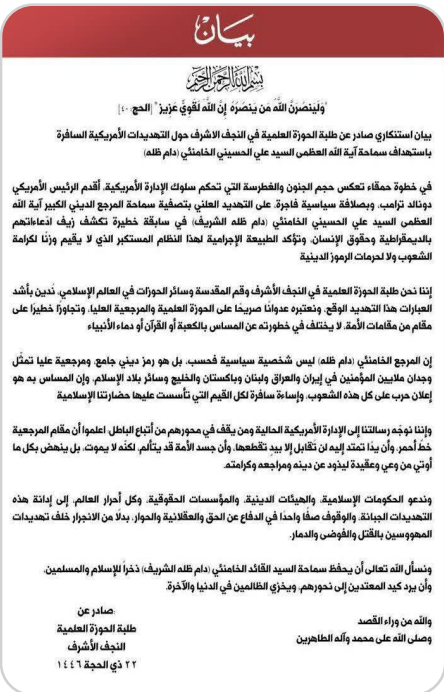 بيان
بسم الله الرحمن الرحيم
"وَلَيَنصُرَنَّ اللَّهُ مَن يَنصُرُهُ إِنَّ اللَّهَ لَقَوِيٌّ عَزِيزٌ" [الحج: ٤٠]
بيان استنكاري صادر عن طلبة الحوزة العلمية في النجف الاشرف حول التهديدات الأمريكية السافرة
باستهداف سماحة آية الله العظمى السيد علي الحسيني الخامنئي (دام ظله)
في خطوة حمقاء تعكس حجم الجنون والغطرسة التي تحكم سلوك الإدارة الأمريكية، أقدم الرئيس الأمريكي
دونالد ترامب، وبصلافة سياسية فاجرة، على التهديد العلني بتصفية سماحة المرجع الديني الكبير آية الله
العظمى السيد علي الحسيني الخامنئي (دام ظله الشريف) في سابقة خطيرة تكشف زيف ادعاءاتهم
بالديمقراطية وحقوق الإنسان، وتؤكد الطبيعة الإجرامية لهذا النظام المستكبر الذي لا يقيم وزنًا لكرامة
الشعوب ولا لحرمات الرموز الدينية
إننا نحن طلبة الحوزة العلمية في النجف الأشرف وقم المقدسة وسائر الحوزات في العالم الإسلامي، نُدين بأشد
العبارات هذا التهديد الوقح، ونعتبره عدوانًا صريحًا على الحوزة العلمية والمرجعية العليا، وتجاوزًا خطيرًا على
مقام من مقامات الأمة، لا يختلف في خطورته عن المساس بالكعبة أو القرآن أو دماء الأنبياء
إن المرجع الخامنئي (دام ظله) ليس شخصية سياسية فحسب، بل هو رمز ديني جامع، ومرجعية عليا تمثّل
وجدان ملايين المؤمنين في إيران والعراق ولبنان وباكستان والخليج وسائر بلاد الإسلام، وإن المساس به هو
إعلان حرب على كل هذه الشعوب، وإساءة سافرة لكل القيم التي تأسست عليها حضارتنا الإسلامية
وإننا نوجّه رسالتنا إلى الإدارة الأمريكية الحالية ومن يقف في محورهم من أتباع الباطل، اعلموا أن مقام المرجعية
خطّ أحمر، وأن يدًا تمتد إليه لن تُقابل إلا بيدٍ تقطعها، وأن جسد الأمة قد يتألم، لكنّه لا يموت، بل ينهض بكل ما
أوتي من وعي وعقيدة ليذود عن دينه ومراجعه وكرامته.
وندعو الحكومات الإسلامية، والهيئات الدينية، والمؤسسات الحقوقية، وكل أحرار العالم، إلى إدانة هذه
التهديدات الجبانة، والوقوف صفًا واحدًا في الدفاع عن الحق والعقلانية والحوار، بدلًا من الانجرار خلف تهديدات
المهووسين بالقتل والفوضى والدمار.
ونسأل الله تعالى أن يحفظ سماحة السيد القائد الخامنئي (دام ظله الشريف) ذخرًا للإسلام والمسلمين،
وأن يرد كيد المعتدين إلى نحورهم، ويخزي الظالمين في الدنيا والآخرة.
والله من وراء القصد
وصلى الله على محمد وآله الطاهرين
صادر عن:
طلبة الحوزة العلمية
النجف الأشرف
٢٢ ذي الحجة ١٤٤٦